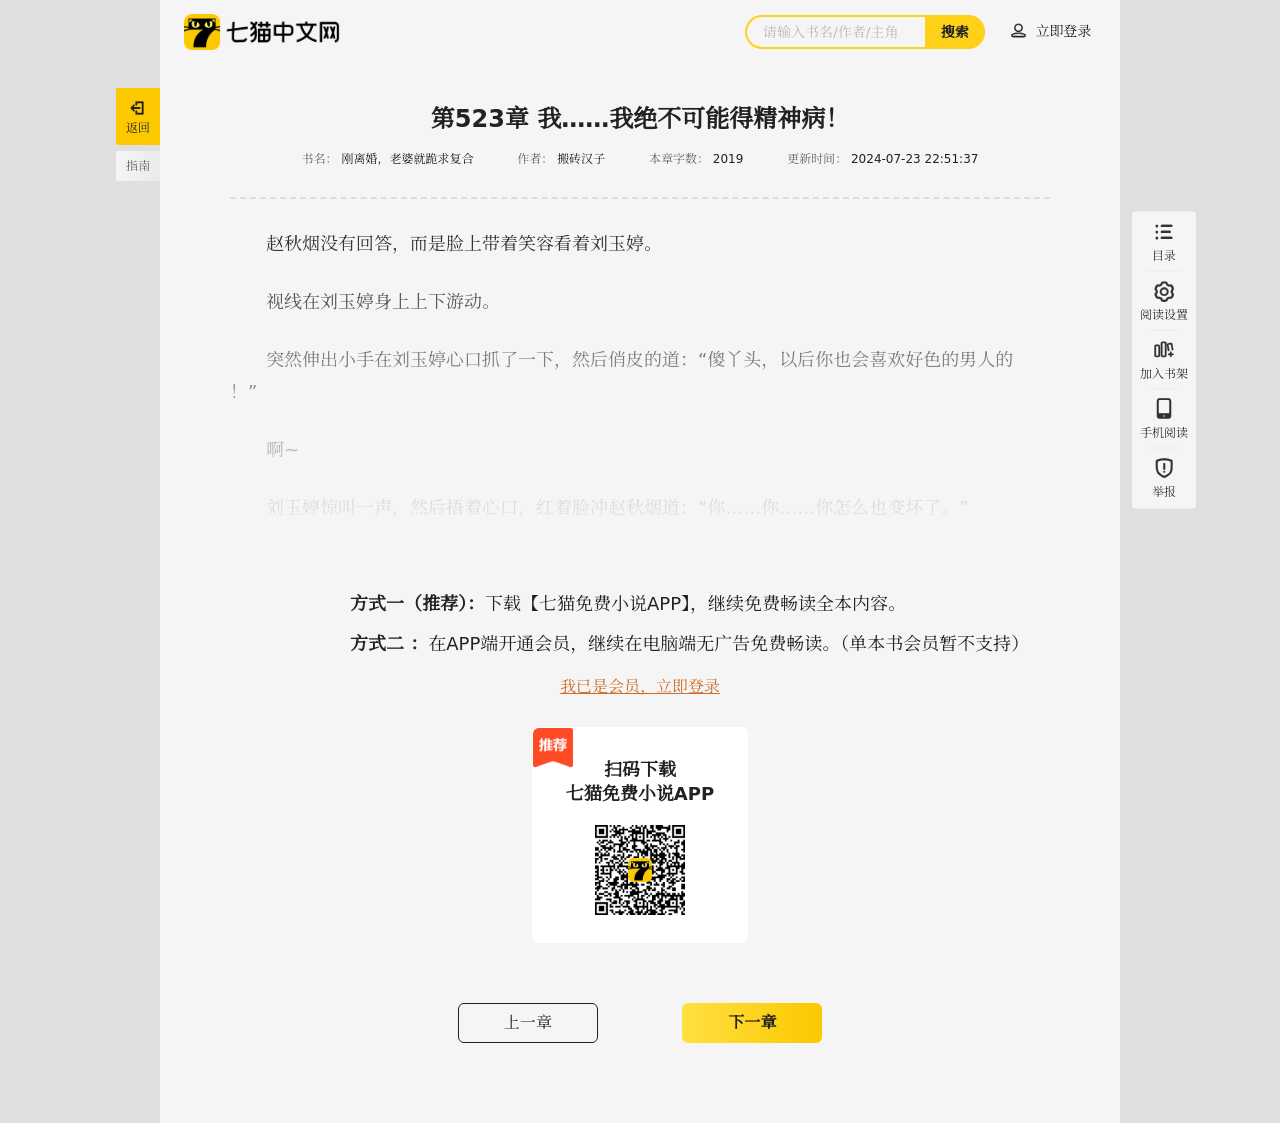 七猫中文网
请输入书名/作者/主角
搜索
立即登录
返回
指南
第523章 我……我绝不可能得精神病！
书名： 刚离婚，老婆就跪求复合 作者： 搬砖汉子 本章字数： 2019 更新时间： 2024-07-23 22:51:37
赵秋烟没有回答，而是脸上带着笑容看着刘玉婷。
视线在刘玉婷身上上下游动。
突然伸出小手在刘玉婷心口抓了一下，然后俏皮的道：“傻丫头，以后你也会喜欢好色的男人的
！”
啊~
刘玉婷惊叫一声，然后捂着心口，红着脸冲赵秋烟道：“你……你……你怎么也变坏了。”
目录
阅读设置
加入书架
手机阅读
举报
方式一（推荐）：下载【七猫免费小说APP】，继续免费畅读全本内容。
方式二 ：在APP端开通会员，继续在电脑端无广告免费畅读。（单本书会员暂不支持）
我已是会员，立即登录
推荐
扫码下载
七猫免费小说APP
上一章
下一章